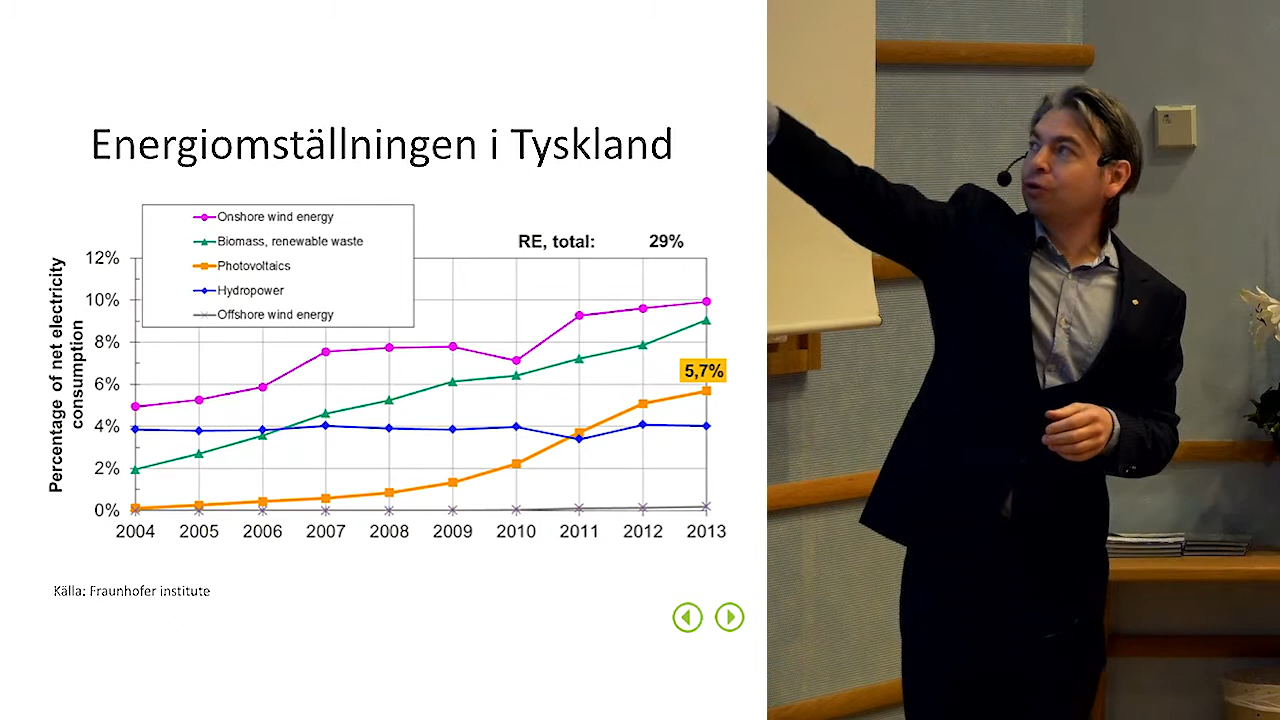 Energiomställningen i Tyskland
Onshore wind energy
Biomass, renewable waste
Photovoltaics
Hydropower
Offshore wind energy
RE, total: 29%
Percentage of net electricity
consumption
12%
10%
8%
6%
4%
2%
0%
5,7%
2004 2005 2006 2007 2008 2009 2010 2011 2012 2013
Källa: Fraunhofer institute